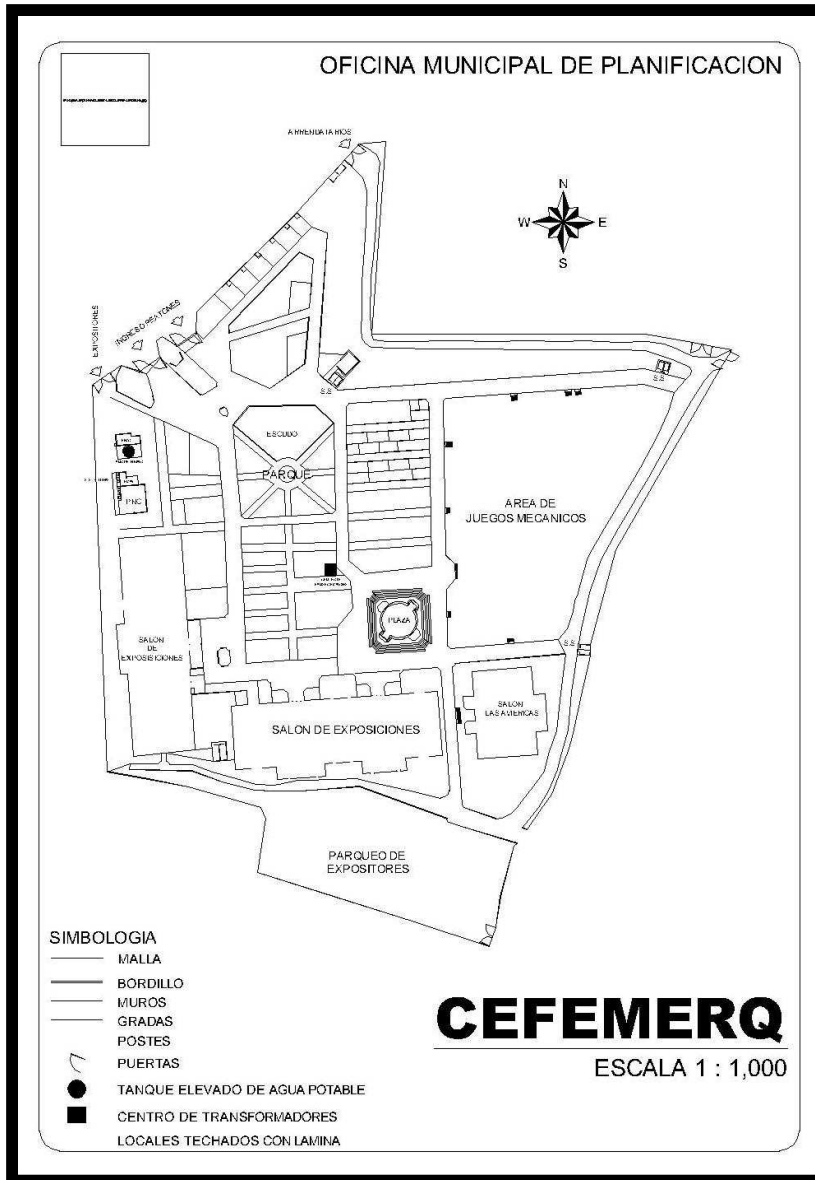 OFICINA MUNICIPAL DE PLANIFICACION
ARRENDATARIOS
N
W E
S
EXPOSITORES
INGRESO PEATONES
S.S
S.S
ESCUDO
PARQUE
PNC
AREA DE
JUEGOS MECANICOS
PLAZA
SALON
DE
EXPOSISICIONES
S.S
SALON
LAS AMERICAS
SALON DE EXPOSICIONES
PARQUEO DE
EXPOSITORES
SIMBOLOGIA
MALLA
BORDILLO
MUROS
GRADAS
POSTES
PUERTAS
TANQUE ELEVADO DE AGUA POTABLE
CENTRO DE TRANSFORMADORES
LOCALES TECHADOS CON LAMINA
CEFEMERQ
ESCALA 1 : 1,000